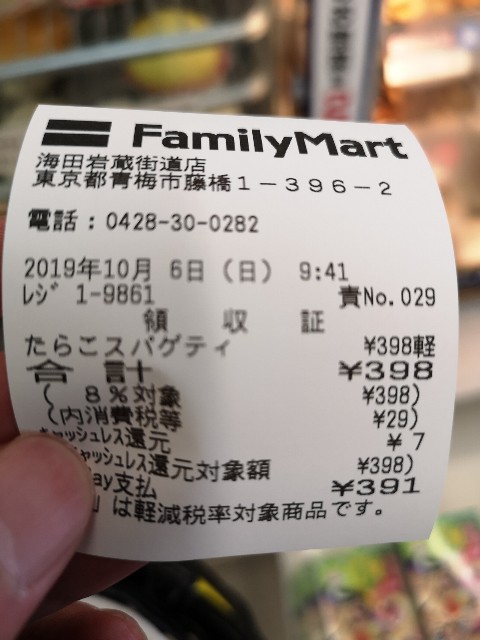 FamilyMart
海田岩蔵街道店
東京都青梅市藤橋1-396-2
電話:0428-30-0282
2019年10月 6日(日) 9:41
レジ 1-9861 責No.029
領 収 証
たらこスパゲティ ¥398軽
合 計 ¥398
( 8%対象 ¥398)
(内消費税等 ¥29)
キャッシュレス還元 ¥7
キャッシュレス還元対象額 ¥398)
ay支払 ¥391
」は軽減税率対象商品です。